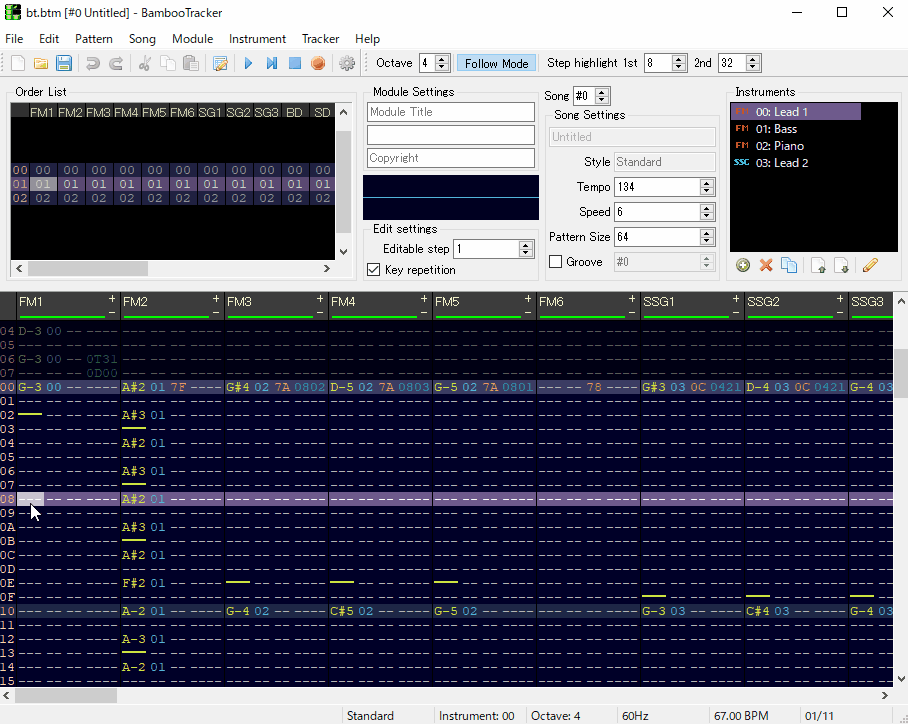 bt.btm [#0 Untitled] - BambooTracker
File Edit Pattern Song Module Instrument Tracker Help
Octave 4 Follow Mode Step highlight 1st 8 2nd 32
Order List
FM1 FM2 FM3 FM4 FM5 FM6 SG1 SG2 SG3 BD SD
00 00 00 00 00 00 00 00 00 00 00 00
01 01 01 01 01 01 01 01 01 01 01 01
02 02 02 02 02 02 02 02 02 02 02 02
Module Settings
Module Title
Copyright
Edit settings
Editable step 1
Key repetition
Song #0
Song Settings
Untitled
Style Standard
Tempo 134
Speed 6
Pattern Size 64
Groove #0
Instruments
FM 00: Lead 1
FM 01: Bass
FM 02: Piano
SSG 03: Lead 2
FM1 + - FM2 + - FM3 + - FM4 + - FM5 + - FM6 + - SSG1 + - SSG2 + - SSG3
04 D-3 00 -- ----
05 --- -- -- ----
06 G-3 00 -- 0T31
07 --- -- -- 0D00
00 G-3 00 -- ---- A#2 01 7F ---- G#4 02 7A 0802 D-5 02 7A 0803 G-5 02 7A 0801 --- -- 78 ---- G#3 03 0C 0421 D-4 03 0C 0421 G-4 03
01
02 A#3 01
03
04 A#2 01
05
06 A#3 01
07
08 --- A#2 01
09
0A A#3 01
0B
0C A#2 01
0D
0E F#2 01
0F
10 A-2 01 G-4 02 C#5 02 G-5 02 G-3 03 C#4 03 G-4 03
11
12 A-3 01
13
14 A-2 01
15
Standard Instrument: 00 Octave: 4 60Hz 67.00 BPM 01/11